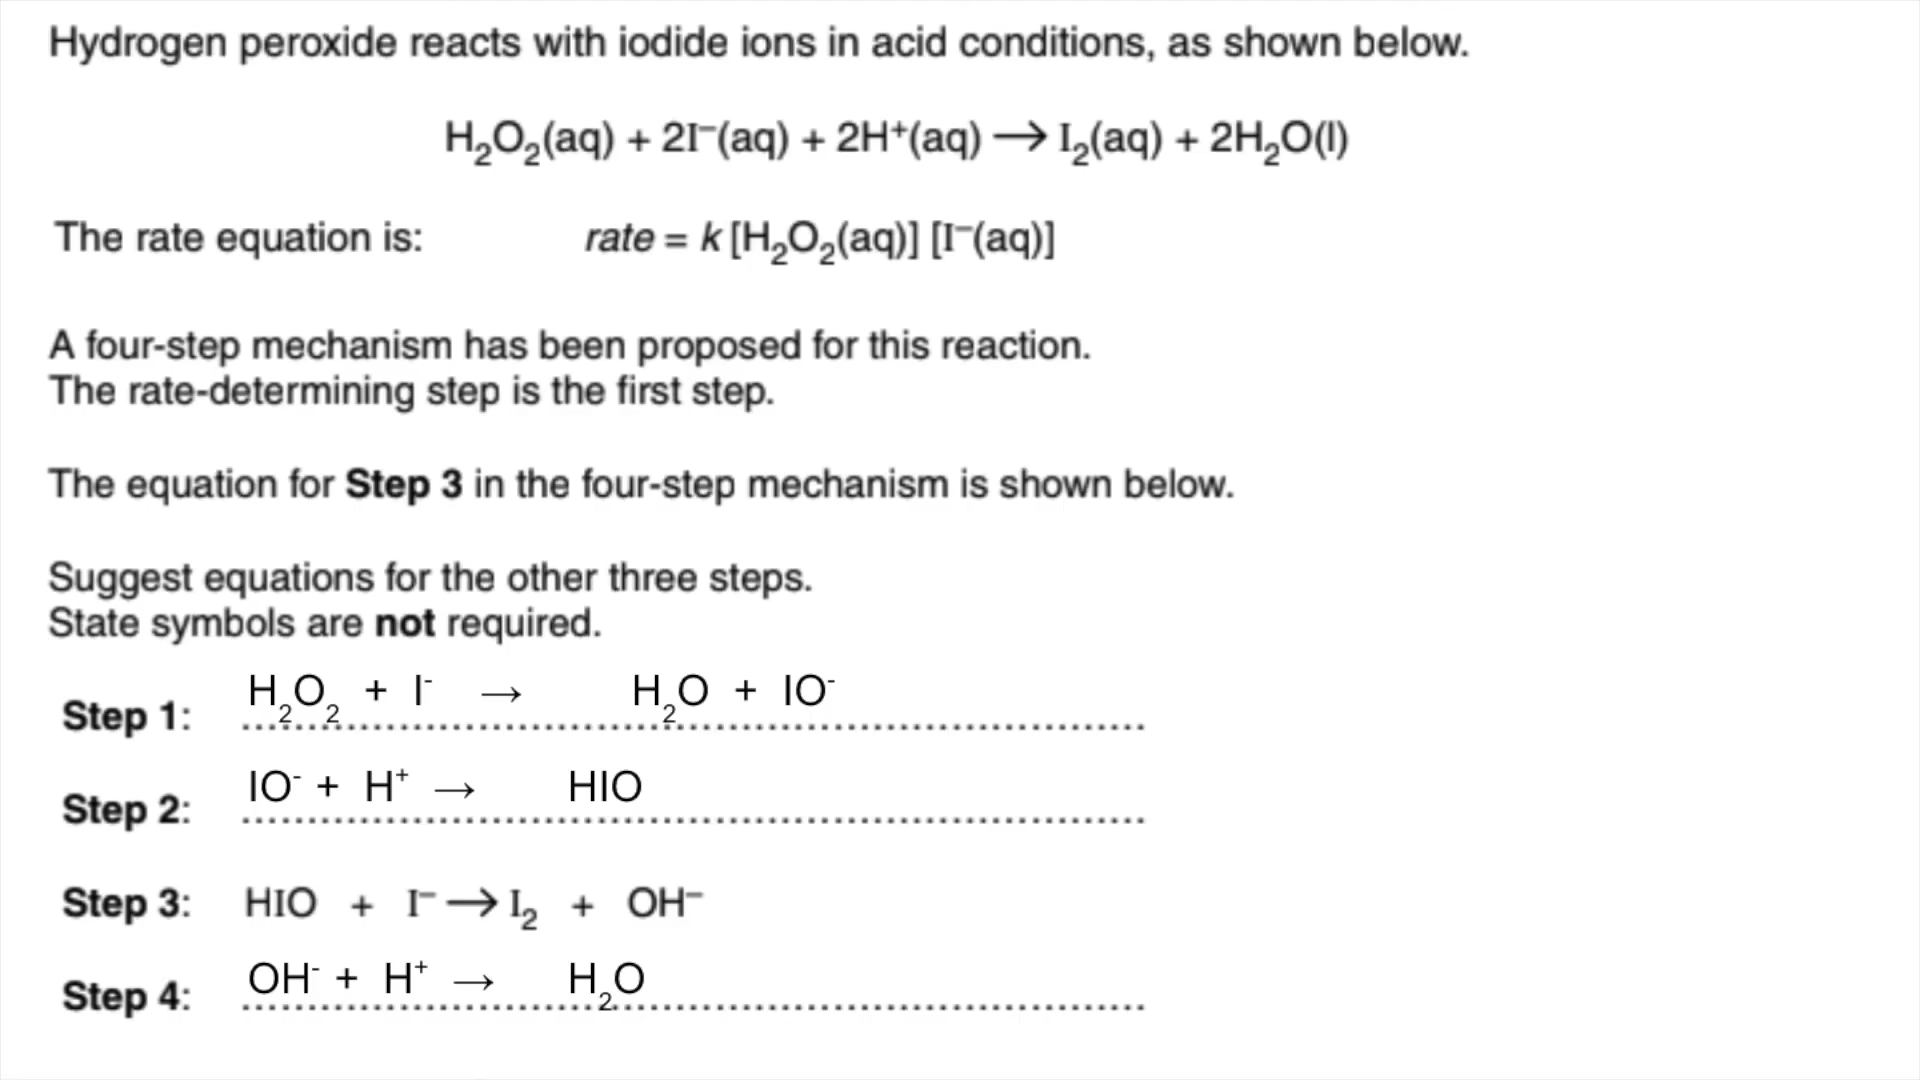 Hydrogen peroxide reacts with iodide ions in acid conditions, as shown below.
H₂O₂(aq) + 2I⁻(aq) + 2H⁺(aq) → I₂(aq) + 2H₂O(l)
The rate equation is: rate = k [H₂O₂(aq)] [I⁻(aq)]
A four-step mechanism has been proposed for this reaction.
The rate-determining step is the first step.
The equation for Step 3 in the four-step mechanism is shown below.
Suggest equations for the other three steps.
State symbols are not required.
Step 1: H₂O₂ + I⁻ → H₂O + IO⁻
Step 2: IO⁻ + H⁺ → HIO
Step 3: HIO + I⁻ → I₂ + OH⁻
Step 4: OH⁻ + H⁺ → H₂O